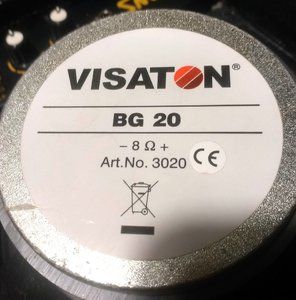 VISATON®
BG 20
– 8 Ω +
Art.No. 3020 CE